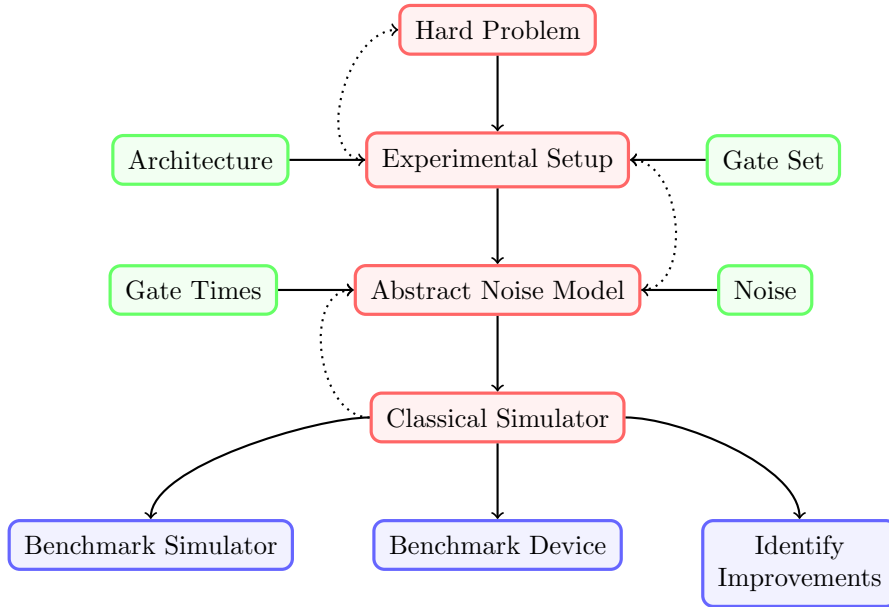 Hard Problem
Architecture
Experimental Setup
Gate Set
Gate Times
Abstract Noise Model
Noise
Classical Simulator
Benchmark Simulator
Benchmark Device
Identify
Improvements